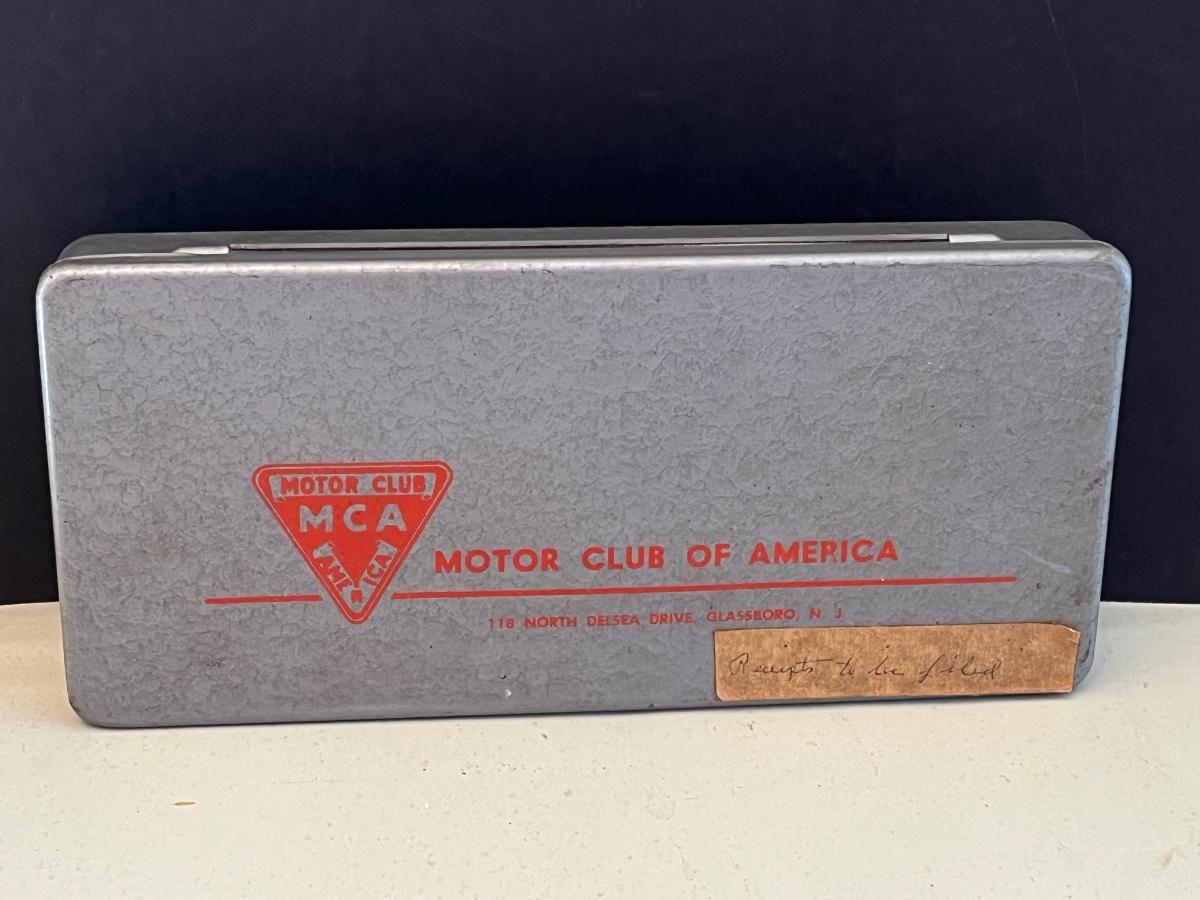 MOTOR CLUB
MCA
AMERICA
MOTOR CLUB OF AMERICA
118 NORTH DELSEA DRIVE, GLASSBORO, N. J.
Receipts to be filed